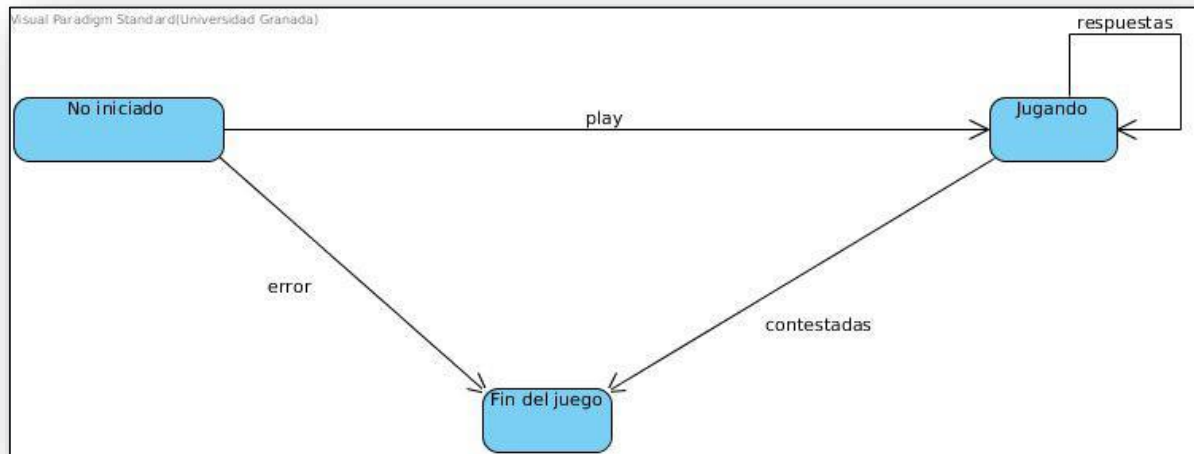 Visual Paradigm Standard(Universidad Granada)
respuestas
No iniciado
play
Jugando
error
contestadas
Fin del juego